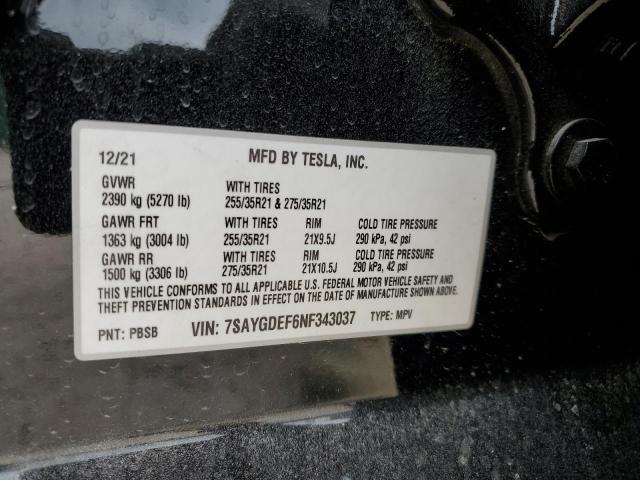 12/21 MFD BY TESLA, INC.
GVWR WITH TIRES
2390 kg (5270 lb) 255/35R21 & 275/35R21
GAWR FRT WITH TIRES RIM COLD TIRE PRESSURE
1363 kg (3004 lb) 255/35R21 21X9.5J 290 kPa, 42 psi
GAWR RR WITH TIRES RIM COLD TIRE PRESSURE
1500 kg (3306 lb) 275/35R21 21X10.5J 290 kPa, 42 psi
THIS VEHICLE CONFORMS TO ALL APPLICABLE U.S. FEDERAL MOTOR VEHICLE SAFETY AND
THEFT PREVENTION STANDARDS IN EFFECT ON THE DATE OF MANUFACTURE SHOWN ABOVE.
PNT: PBSB VIN: 7SAYGDEF6NF343037 TYPE: MPV